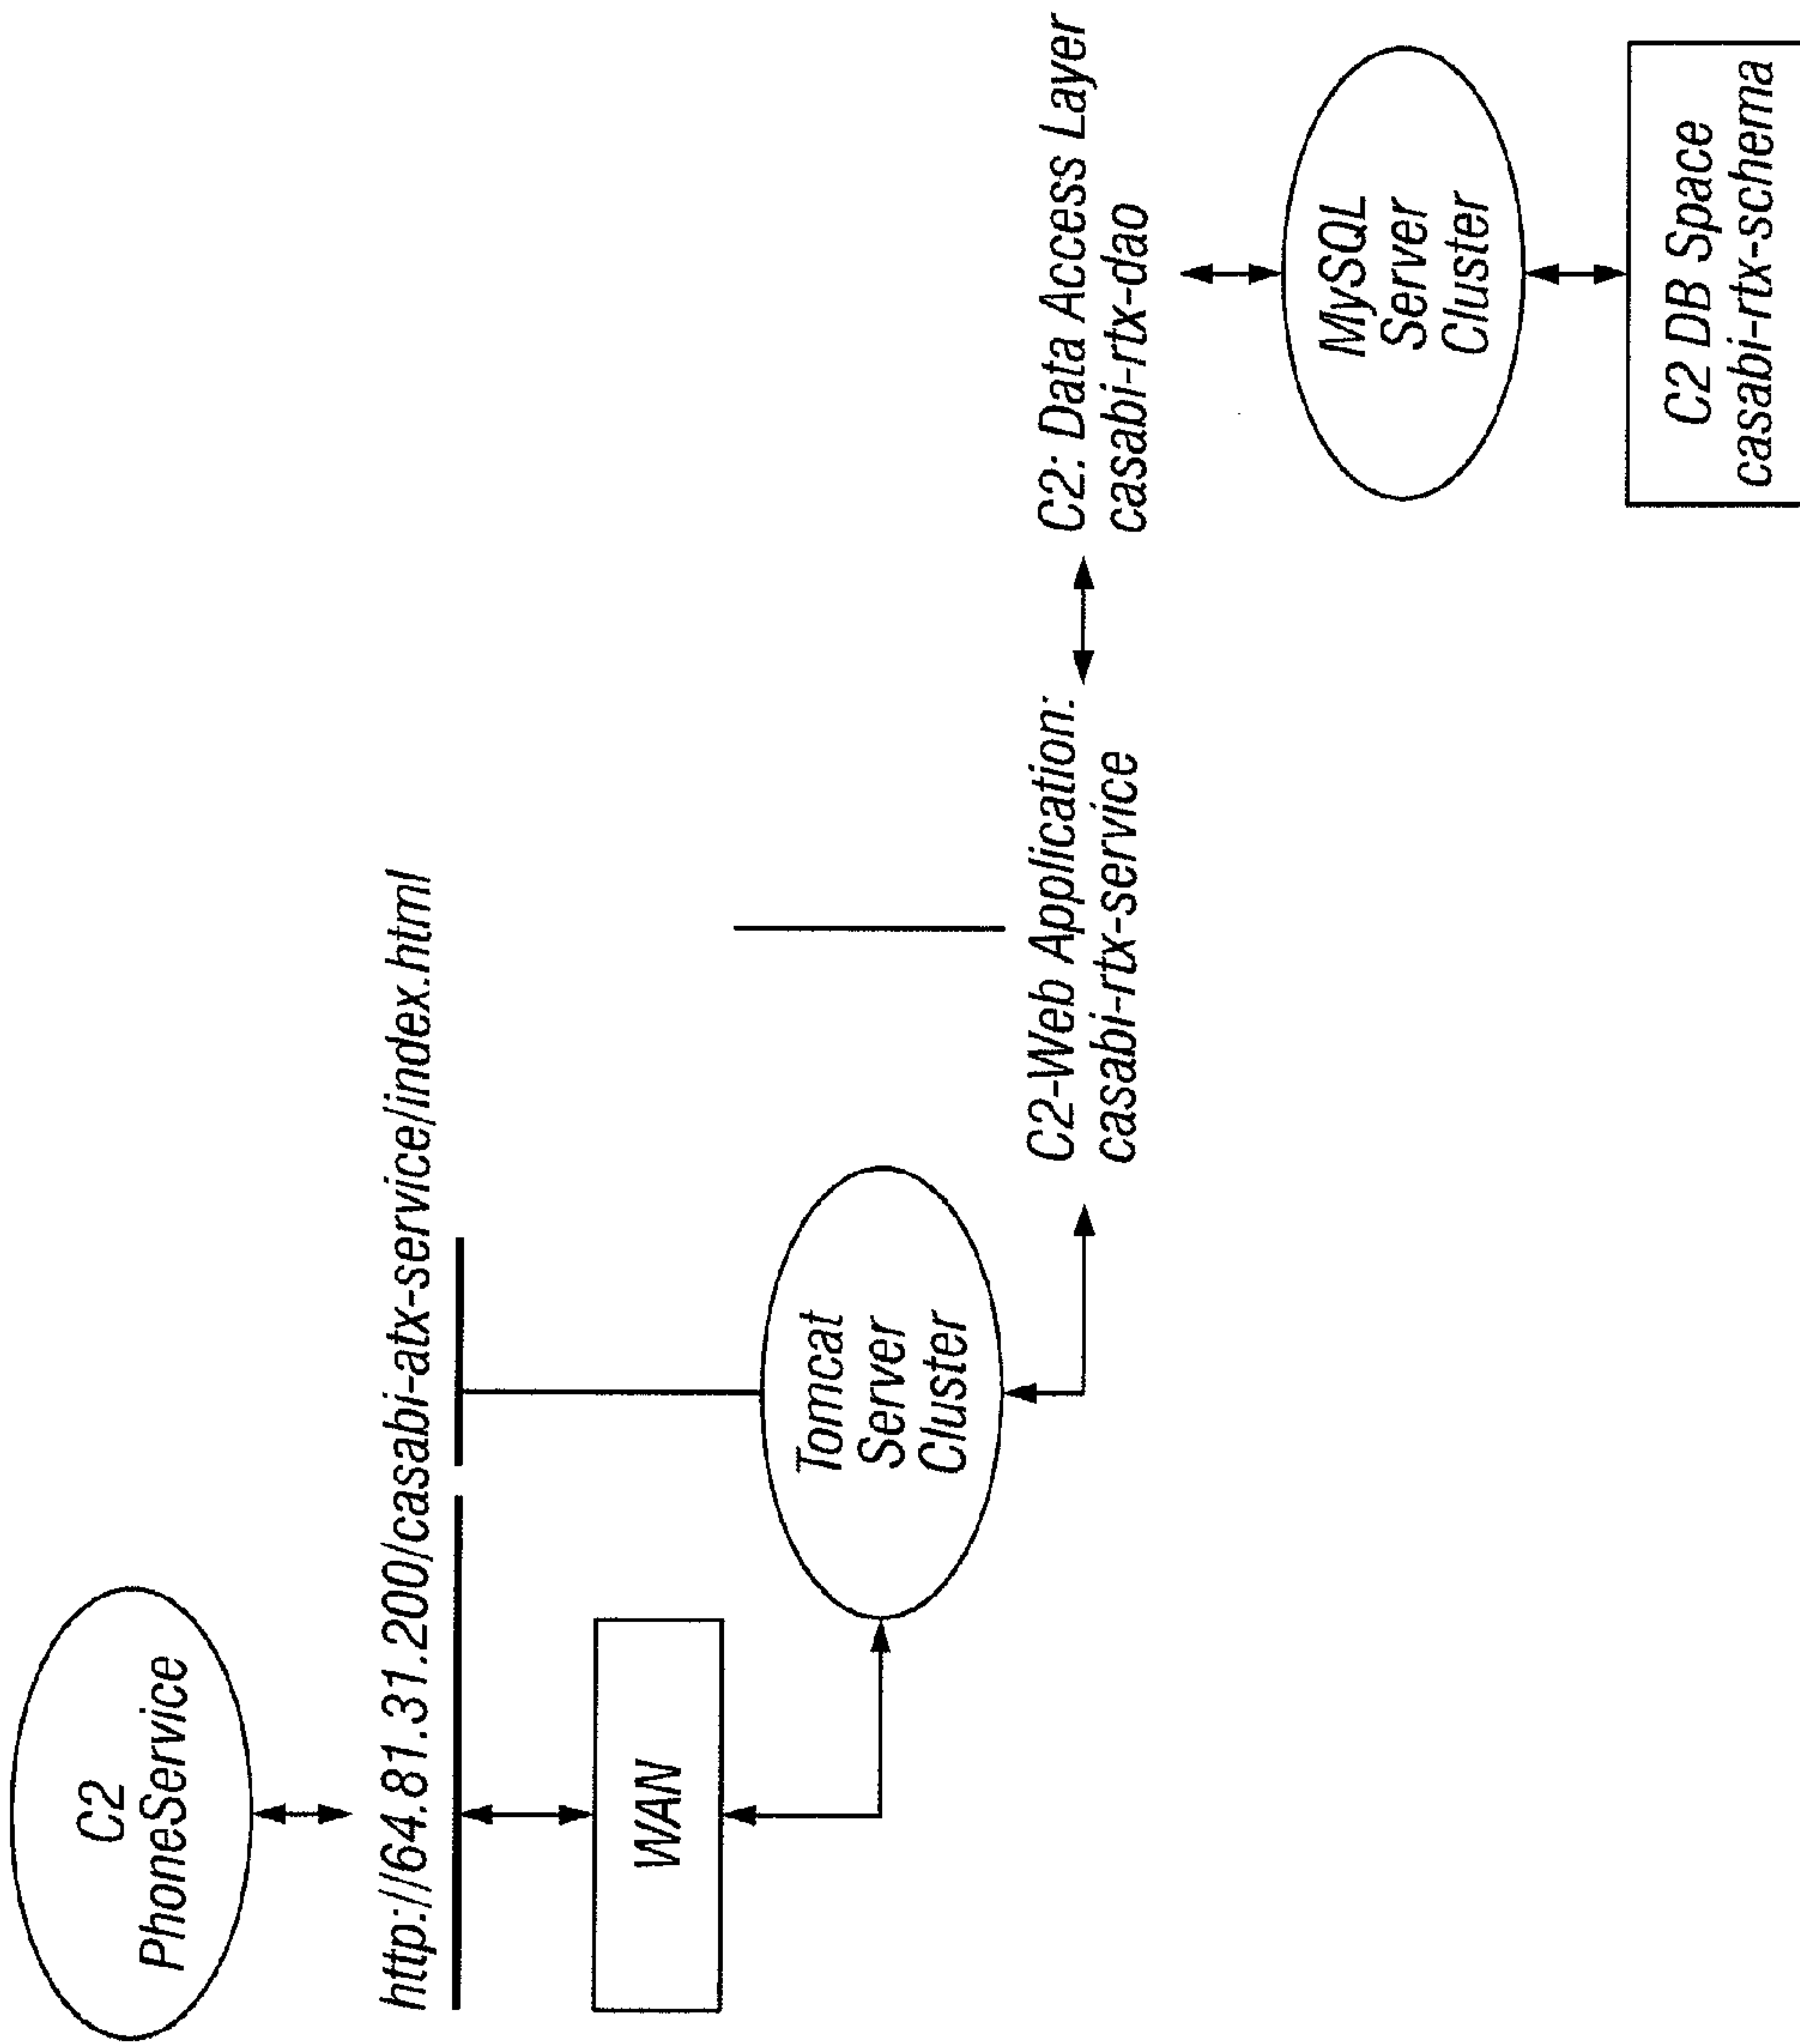 C2
PhoneService
http://64.81.31.200/casabi-atx-service/index.html
WAN
Tomcat
Server
Cluster
C2-Web Application:
casabi-rtx-service
C2: Data Access Layer
casabi-rtx-dao
MySQL
Server
Cluster
C2 DB Space
casabi-rtx-schema